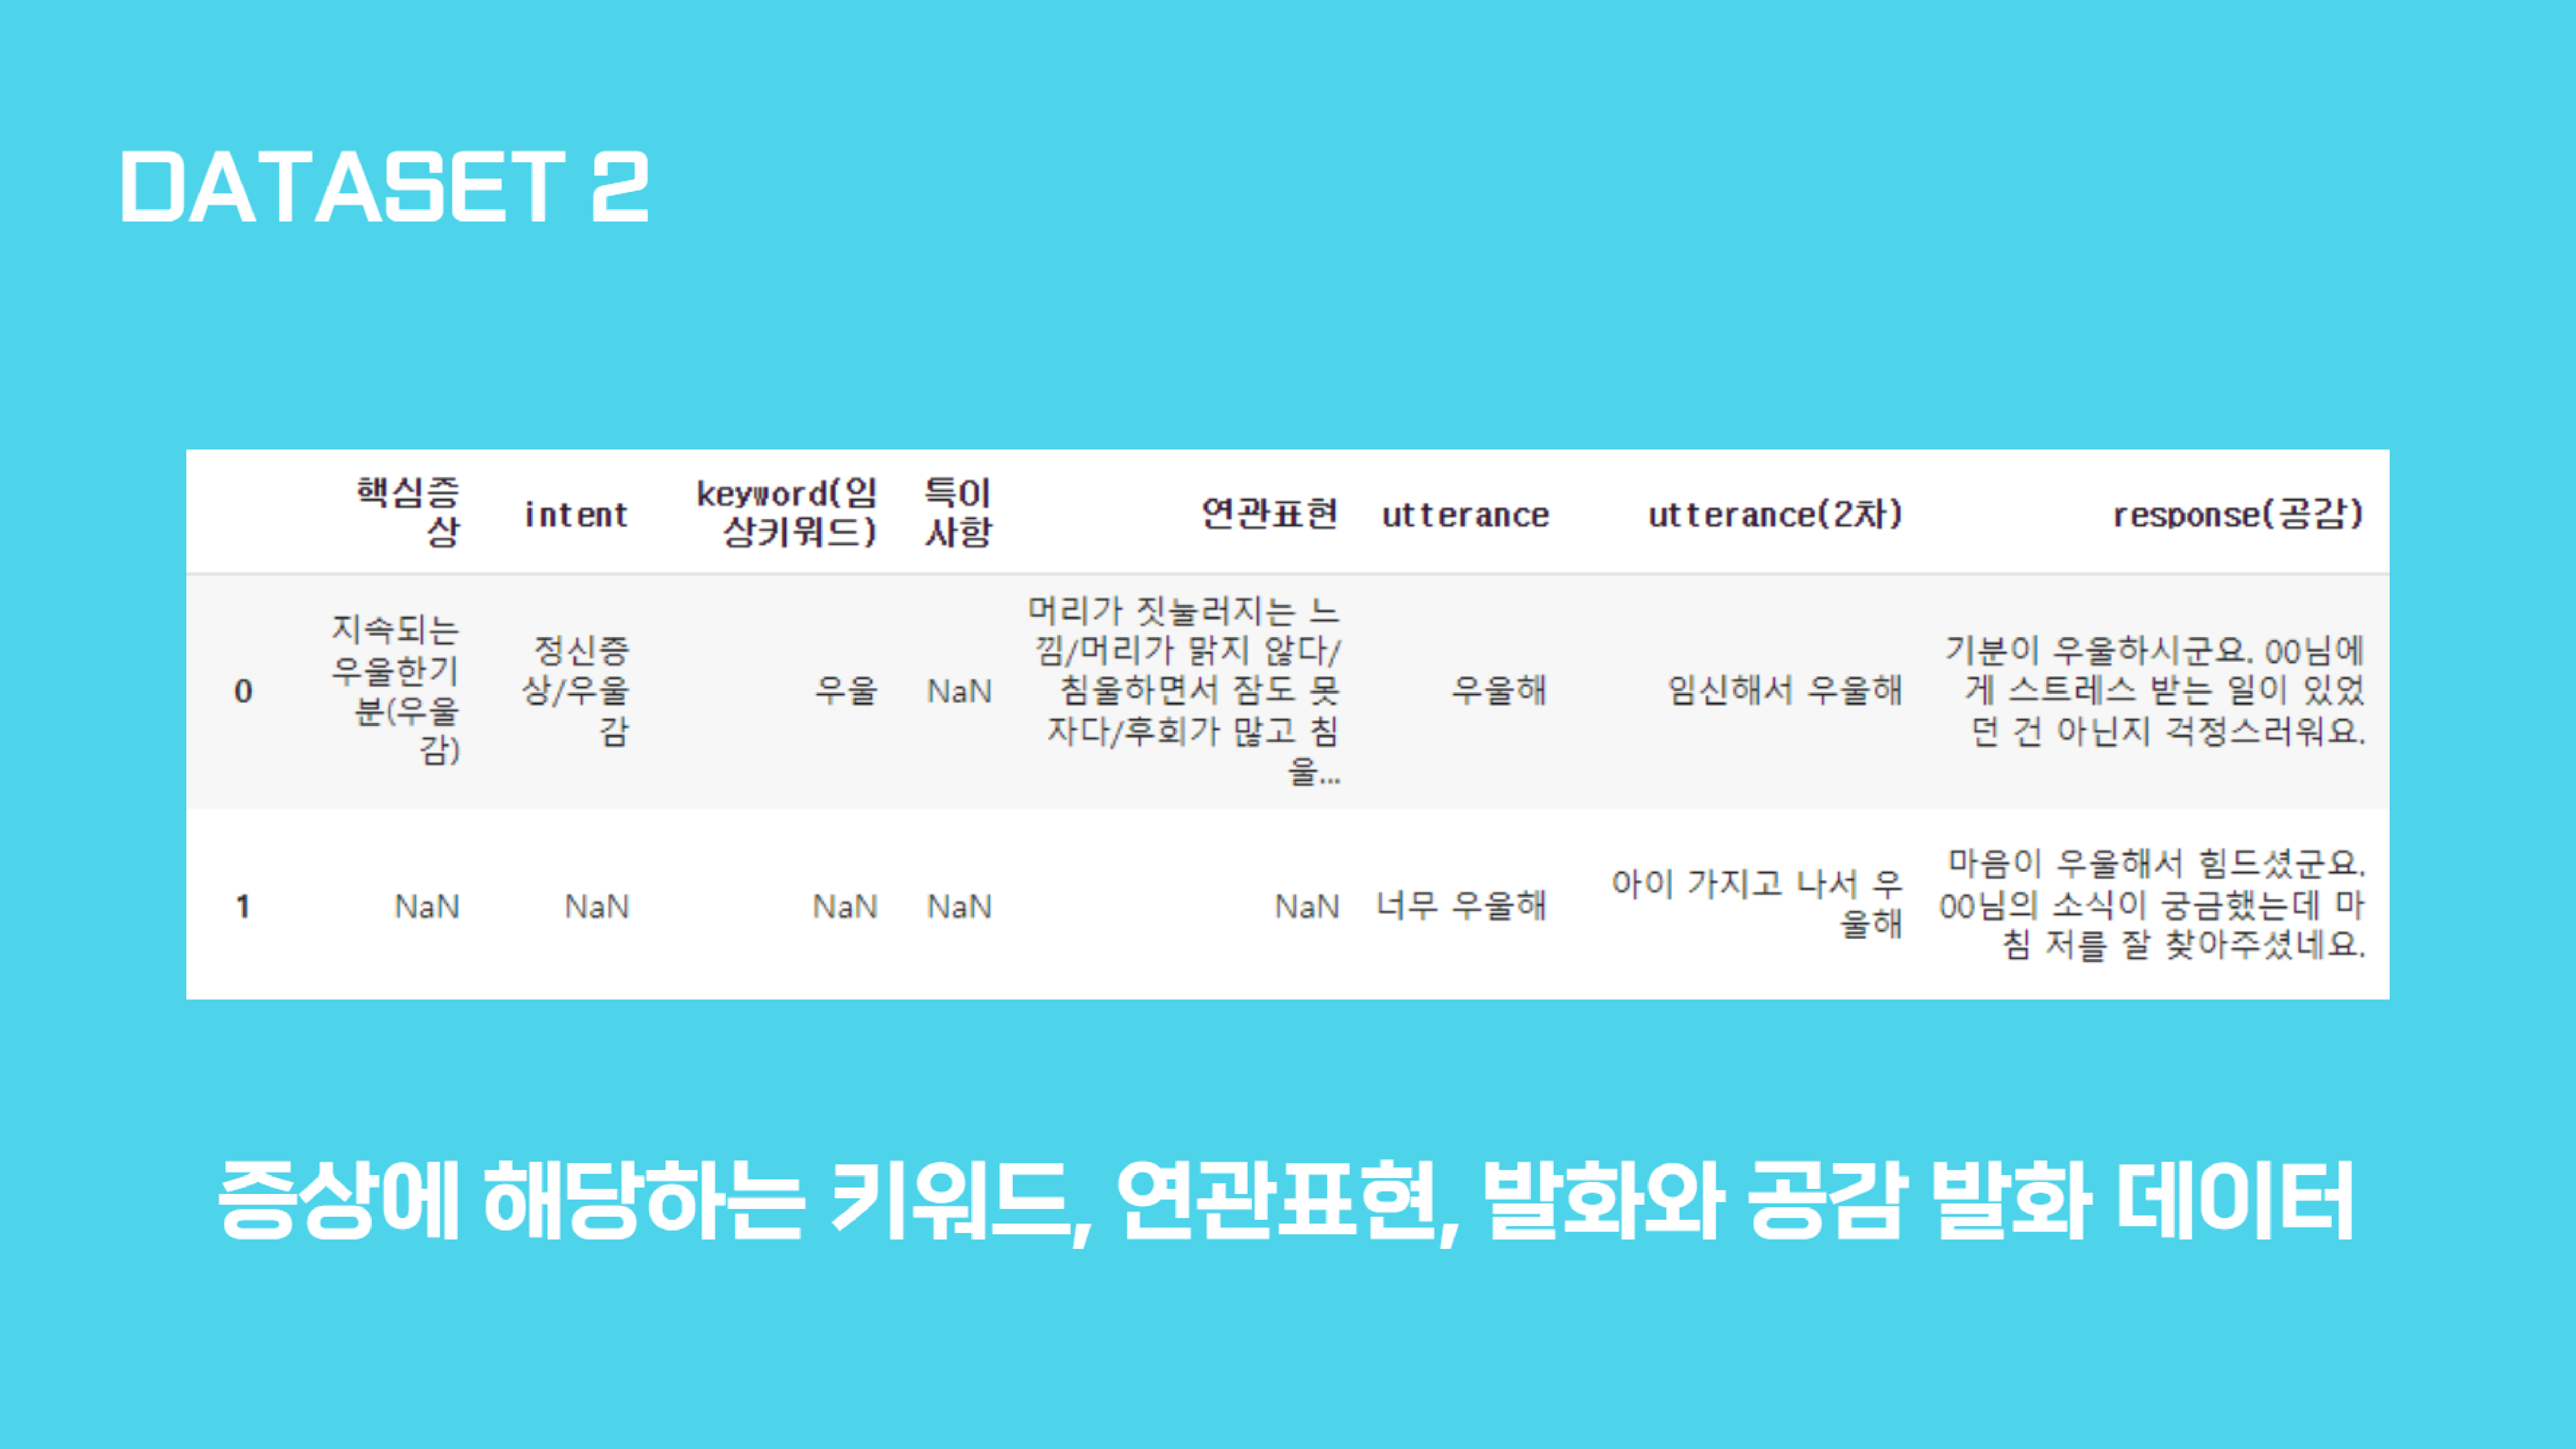 DATASET 2
핵심증상 intent keyword(임상키워드) 특이사항 연관표현 utterance utterance(2차) response(공감)
0 지속되는 우울한기분(우울감) 정신증상/우울감 우울 NaN 머리가 짓눌러지는 느낌/머리가 맑지 않다/침울하면서 잠도 못자다/후회가 많고 침울... 우울해 임신해서 우울해 기분이 우울하시군요. 00님에게 스트레스 받는 일이 있었던 건 아닌지 걱정스러워요.
1 NaN NaN NaN NaN NaN 너무 우울해 아이 가지고 나서 우울해 마음이 우울해서 힘드셨군요. 00님의 소식이 궁금했는데 마침 저를 잘 찾아주셨네요.
증상에 해당하는 키워드, 연관표현, 발화와 공감 발화 데이터